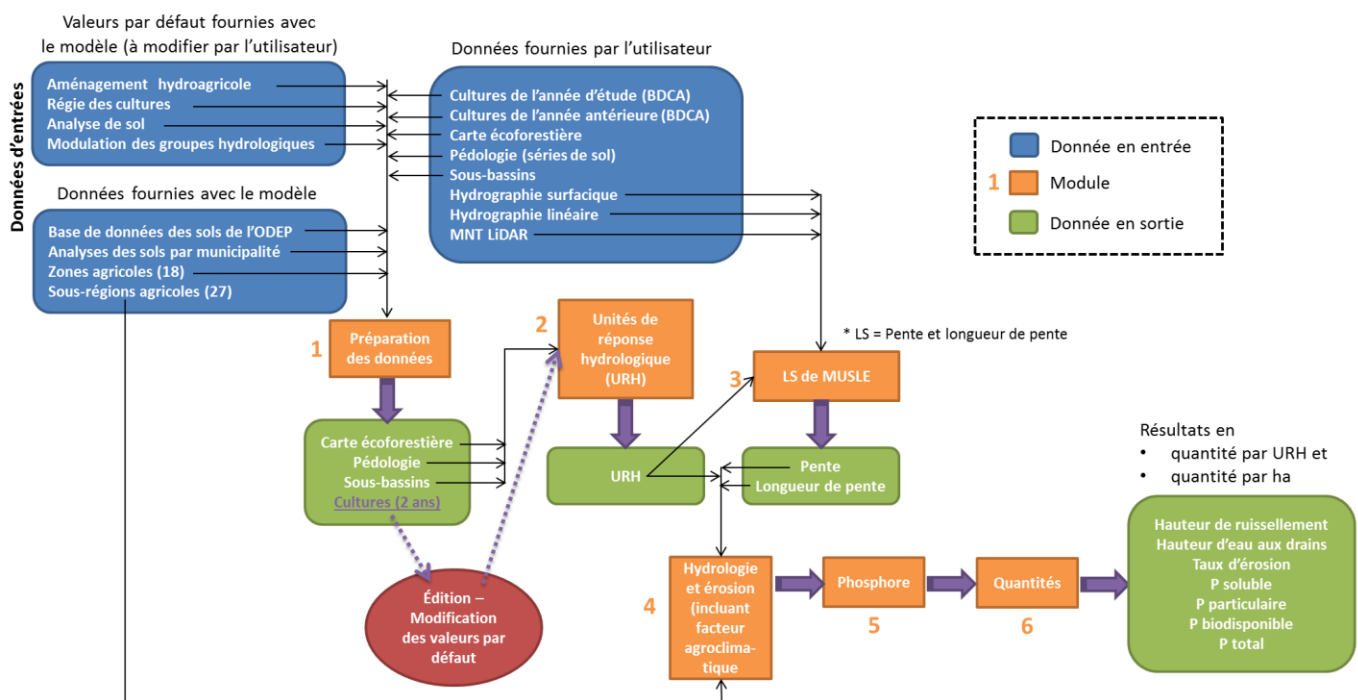 Valeurs par défaut fournies avec
le modèle (à modifier par l'utilisateur)
Données d'entrées
Aménagement hydroagricole
Régie des cultures
Analyse de sol
Modulation des groupes hydrologiques
Données fournies avec le modèle
Base de données des sols de l'ODEP
Analyses des sols par municipalité
Zones agricoles (18)
Sous-régions agricoles (27)
Données fournies par l'utilisateur
Cultures de l'année d'étude (BDCA)
Cultures de l'année antérieure (BDCA)
Carte écoforestière
Pédologie (séries de sol)
Sous-bassins
Hydrographie surfacique
Hydrographie linéaire
MNT LiDAR
Donnée en entrée
1 Module
Donnée en sortie
1
Préparation
des données
2
Unités de
réponse
hydrologique
(URH)
* LS = Pente et longueur de pente
3
LS de MUSLE
Carte écoforestière
Pédologie
Sous-bassins
Cultures (2 ans)
URH
Pente
Longueur de pente
Édition –
Modification
des valeurs par
défaut
4
Hydrologie
et érosion
(incluant
facteur
agroclima-
tique
Phosphore
5
Quantités
6
Résultats en
• quantité par URH et
• quantité par ha
Hauteur de ruissellement
Hauteur d'eau aux drains
Taux d'érosion
P soluble
P particulaire
P biodisponible
P total